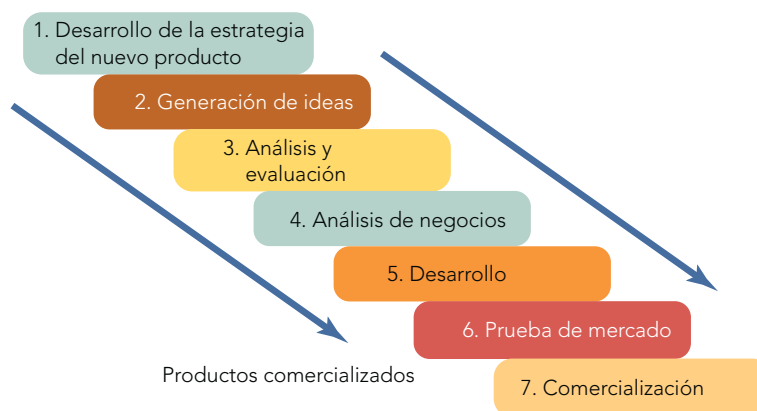 1. Desarrollo de la estrategia
del nuevo producto
2. Generación de ideas
3. Análisis y
evaluación
4. Análisis de negocios
5. Desarrollo
6. Prueba de mercado
Productos comercializados
7. Comercialización